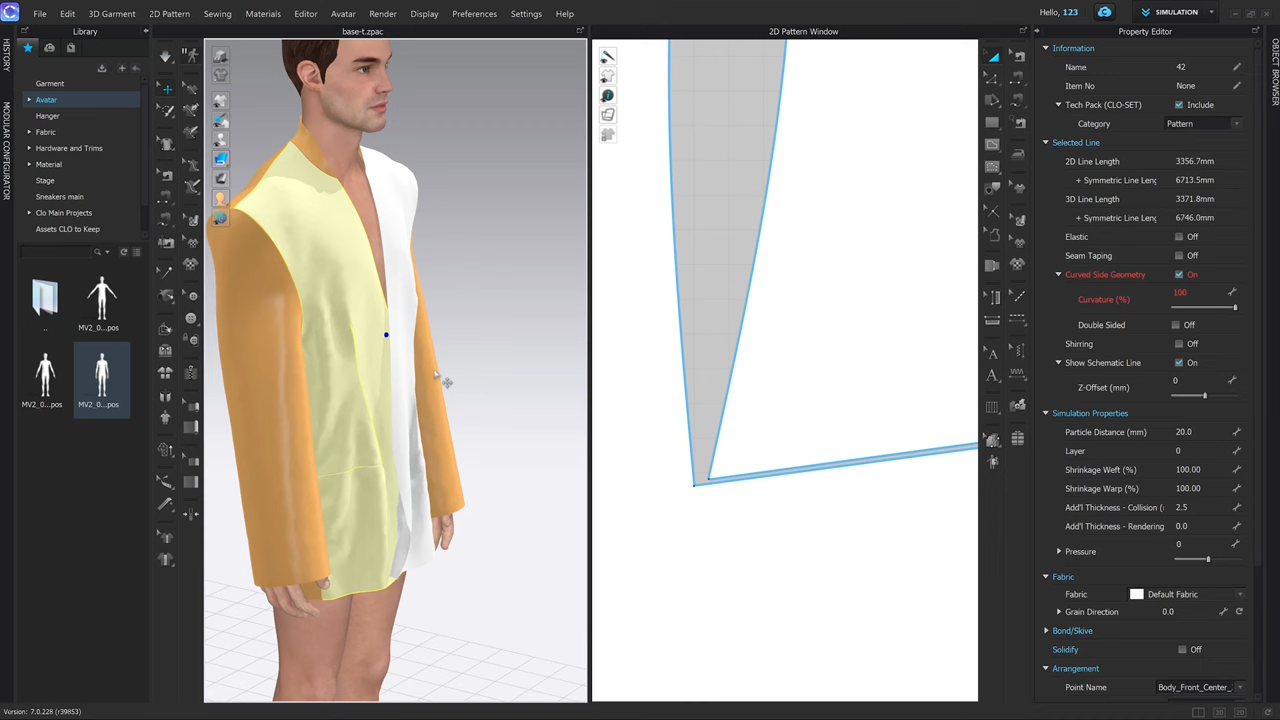 File Edit 3D Garment 2D Pattern Sewing Materials Editor Avatar Render Display Preferences Settings Help
Hello, 123 SIMULATION
Library
base-t.zpac
2D Pattern Window
Property Editor
HISTORY
MODULAR CONFIGURATOR
OBJECT BROWSER
Garment
Avatar
Hanger
Fabric
Hardware and Trims
Material
Stage
Sneakers main
Clo Main Projects
Assets CLO to Keep
..
MV2_0...pos
MV2_0...pos
MV2_0...pos
Information
Name 42
Item No None
Tech Pack (CLO-SET) Include
Category Pattern
Selected Line
2D Line Length 3356.7mm
+ Symmetric Line Leng 6713.5mm
3D Line Length 3371.8mm
+ Symmetric Line Leng 6746.0mm
Elastic Off
Seam Taping Off
Curved Side Geometry On
Curvature (%) 100
Double Sided Off
Shirring Off
Show Schematic Line On
Z-Offset (mm) 0
Simulation Properties
Particle Distance (mm) 20.0
Layer 0
Shrinkage Weft (%) 100.00
Shrinkage Warp (%) 100.00
Add'l Thickness - Collision (r 2.5
Add'l Thickness - Rendering 0.0
Pressure 0
Fabric
Fabric Default Fabric
Grain Direction 0.0
Bond/Skive
Solidify Off
Arrangement
Point Name Body_Front_Center_
Version: 7.0.228 (r39853)